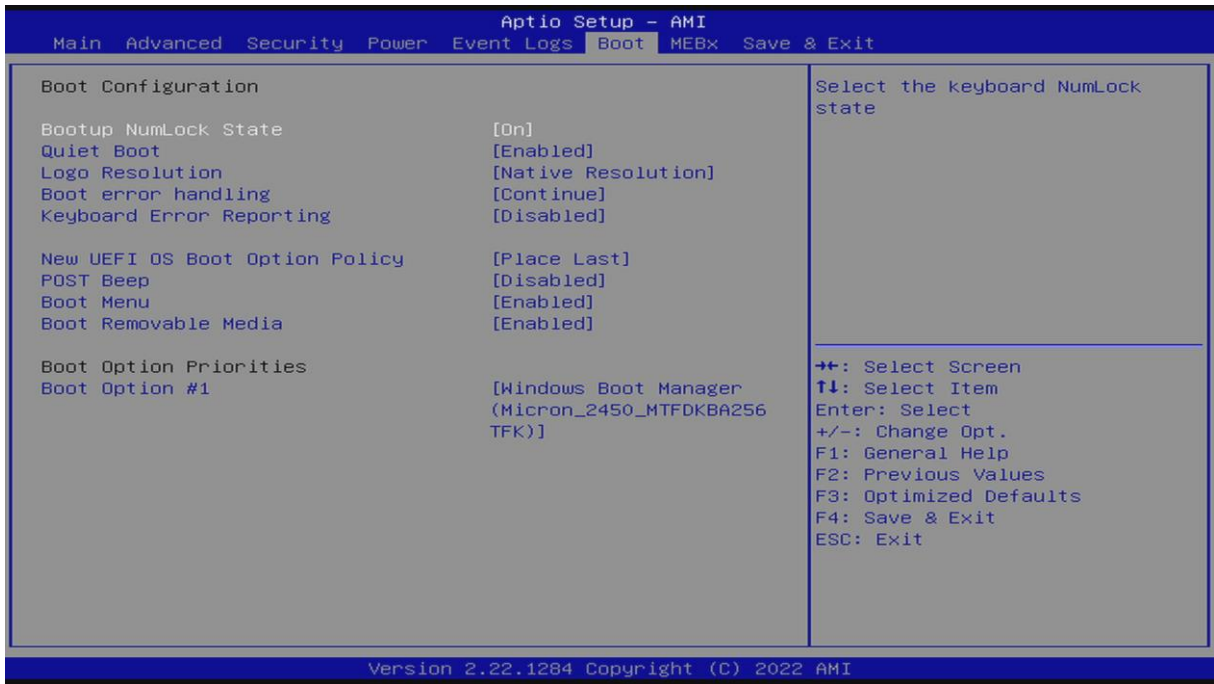 Aptio Setup – AMI
Main Advanced Security Power Event Logs Boot MEBx Save & Exit
Boot Configuration
Bootup NumLock State [On]
Quiet Boot [Enabled]
Logo Resolution [Native Resolution]
Boot error handling [Continue]
Keyboard Error Reporting [Disabled]
New UEFI OS Boot Option Policy [Place Last]
POST Beep [Disabled]
Boot Menu [Enabled]
Boot Removable Media [Enabled]
Boot Option Priorities
Boot Option #1 [Windows Boot Manager
(Micron_2450_MTFDKBA256
TFK)]
Select the keyboard NumLock
state
→←: Select Screen
↑↓: Select Item
Enter: Select
+/-: Change Opt.
F1: General Help
F2: Previous Values
F3: Optimized Defaults
F4: Save & Exit
ESC: Exit
Version 2.22.1284 Copyright (C) 2022 AMI